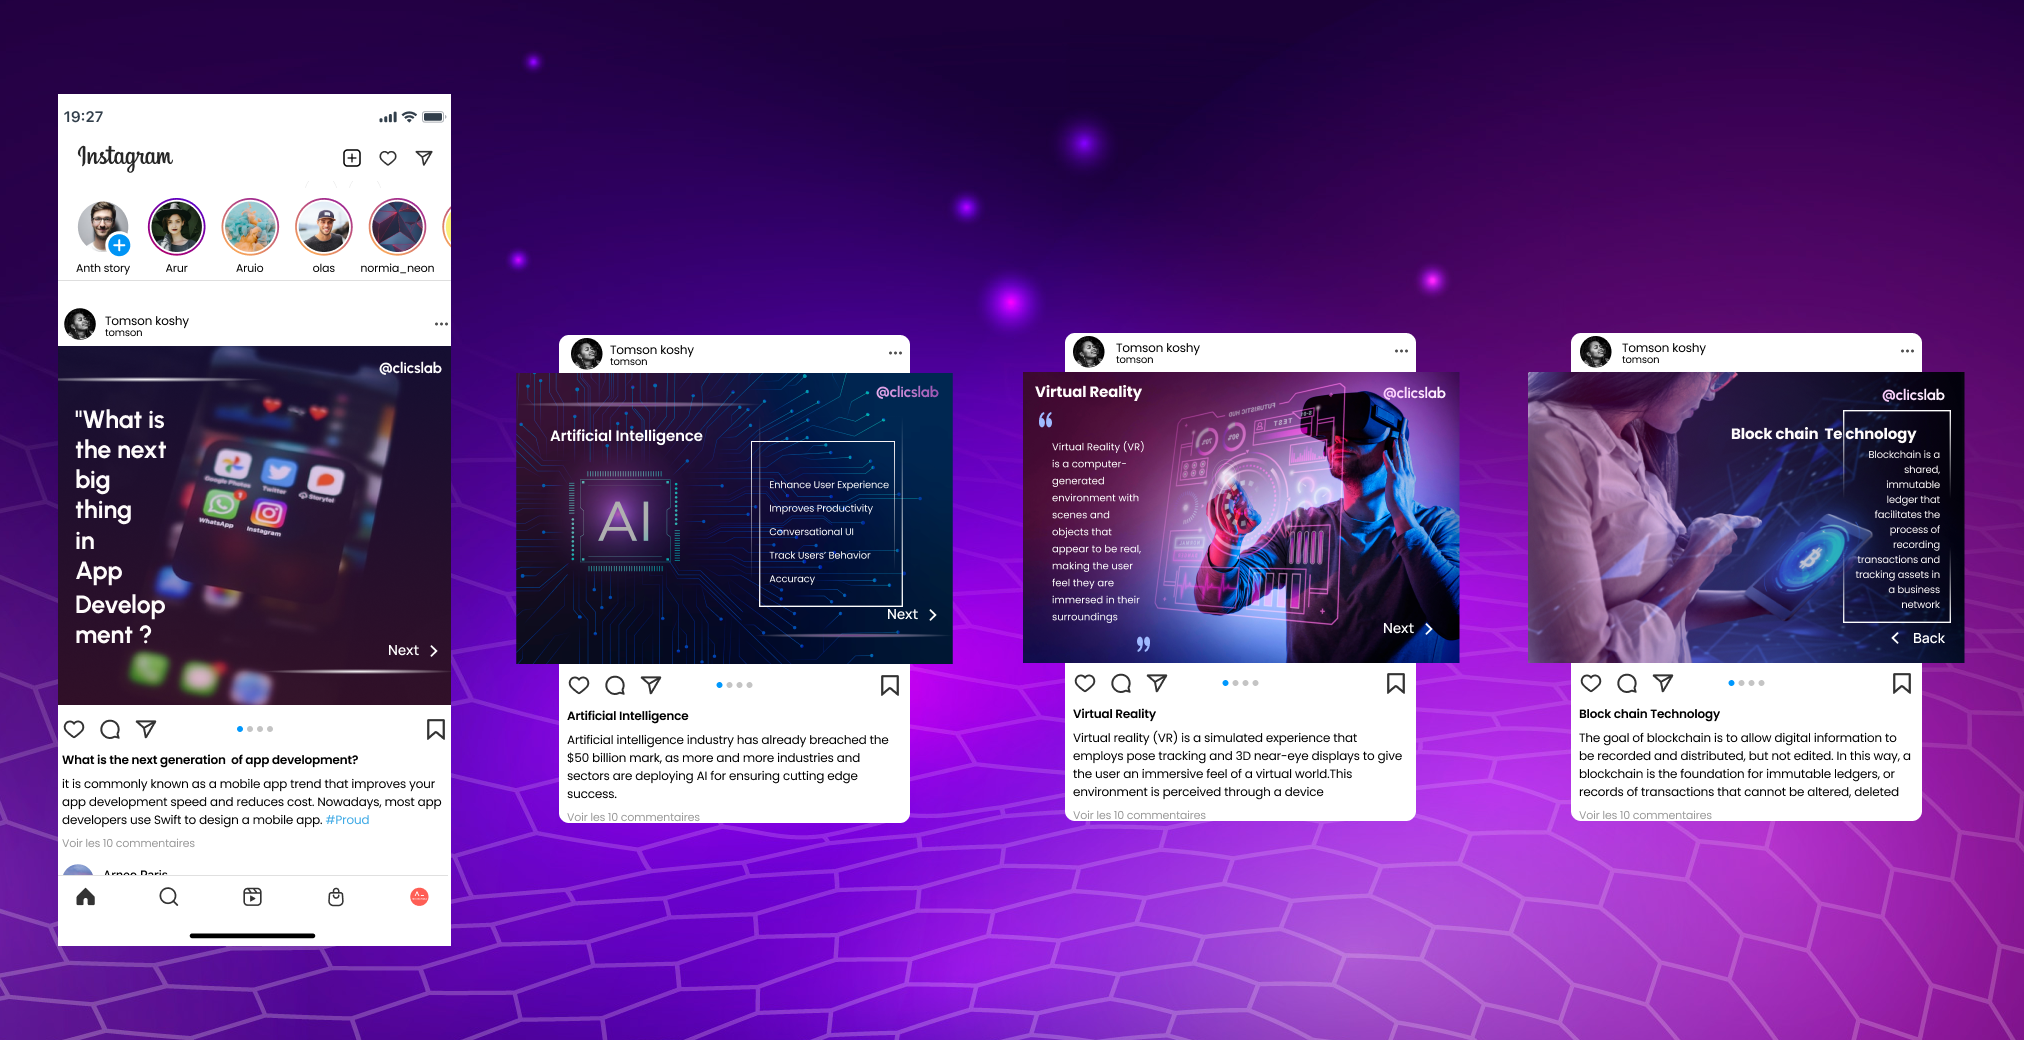 19:27
Instagram
Anth story
Arur
Aruio
olas
normia_neon
Tomson koshy
tomson
@clicslab
"What is
the next
big
thing
in
App
Develop
ment ?
Google Photos
Twitter
Storytel
WhatsApp
Instagram
Next
What is the next generation  of app development?
it is commonly known as a mobile app trend that improves your
app development speed and reduces cost. Nowadays, most app
developers use Swift to design a mobile app. #Proud
Voir les 10 commentaires
Tomson koshy
tomson
@clicslab
Artificial Intelligence
AI
Enhance User Experience
Improves Productivity
Conversational UI
Track Users' Behavior
Accuracy
Next
Artificial Intelligence
Artificial intelligence industry has already breached the
$50 billion mark, as more and more industries and
sectors are deploying AI for ensuring cutting edge
success.
Voir les 10 commentaires
Tomson koshy
tomson
Virtual Reality
@clicslab
“
Virtual Reality (VR)
is a computer-
generated
environment with
scenes and
objects that
appear to be real,
making the user
feel they are
immersed in their
surroundings
”
Next
Virtual Reality
Virtual reality (VR) is a simulated experience that
employs pose tracking and 3D near-eye displays to give
the user an immersive feel of a virtual world.This
environment is perceived through a device
Voir les 10 commentaires
Tomson koshy
tomson
@clicslab
Block chain  Technology
Blockchain is a
shared,
immutable
ledger that
facilitates the
process of
recording
transactions and
tracking assets in
a business
network
Back
Block chain Technology
The goal of blockchain is to allow digital information to
be recorded and distributed, but not edited. In this way, a
blockchain is the foundation for immutable ledgers, or
records of transactions that cannot be altered, deleted
Voir les 10 commentaires